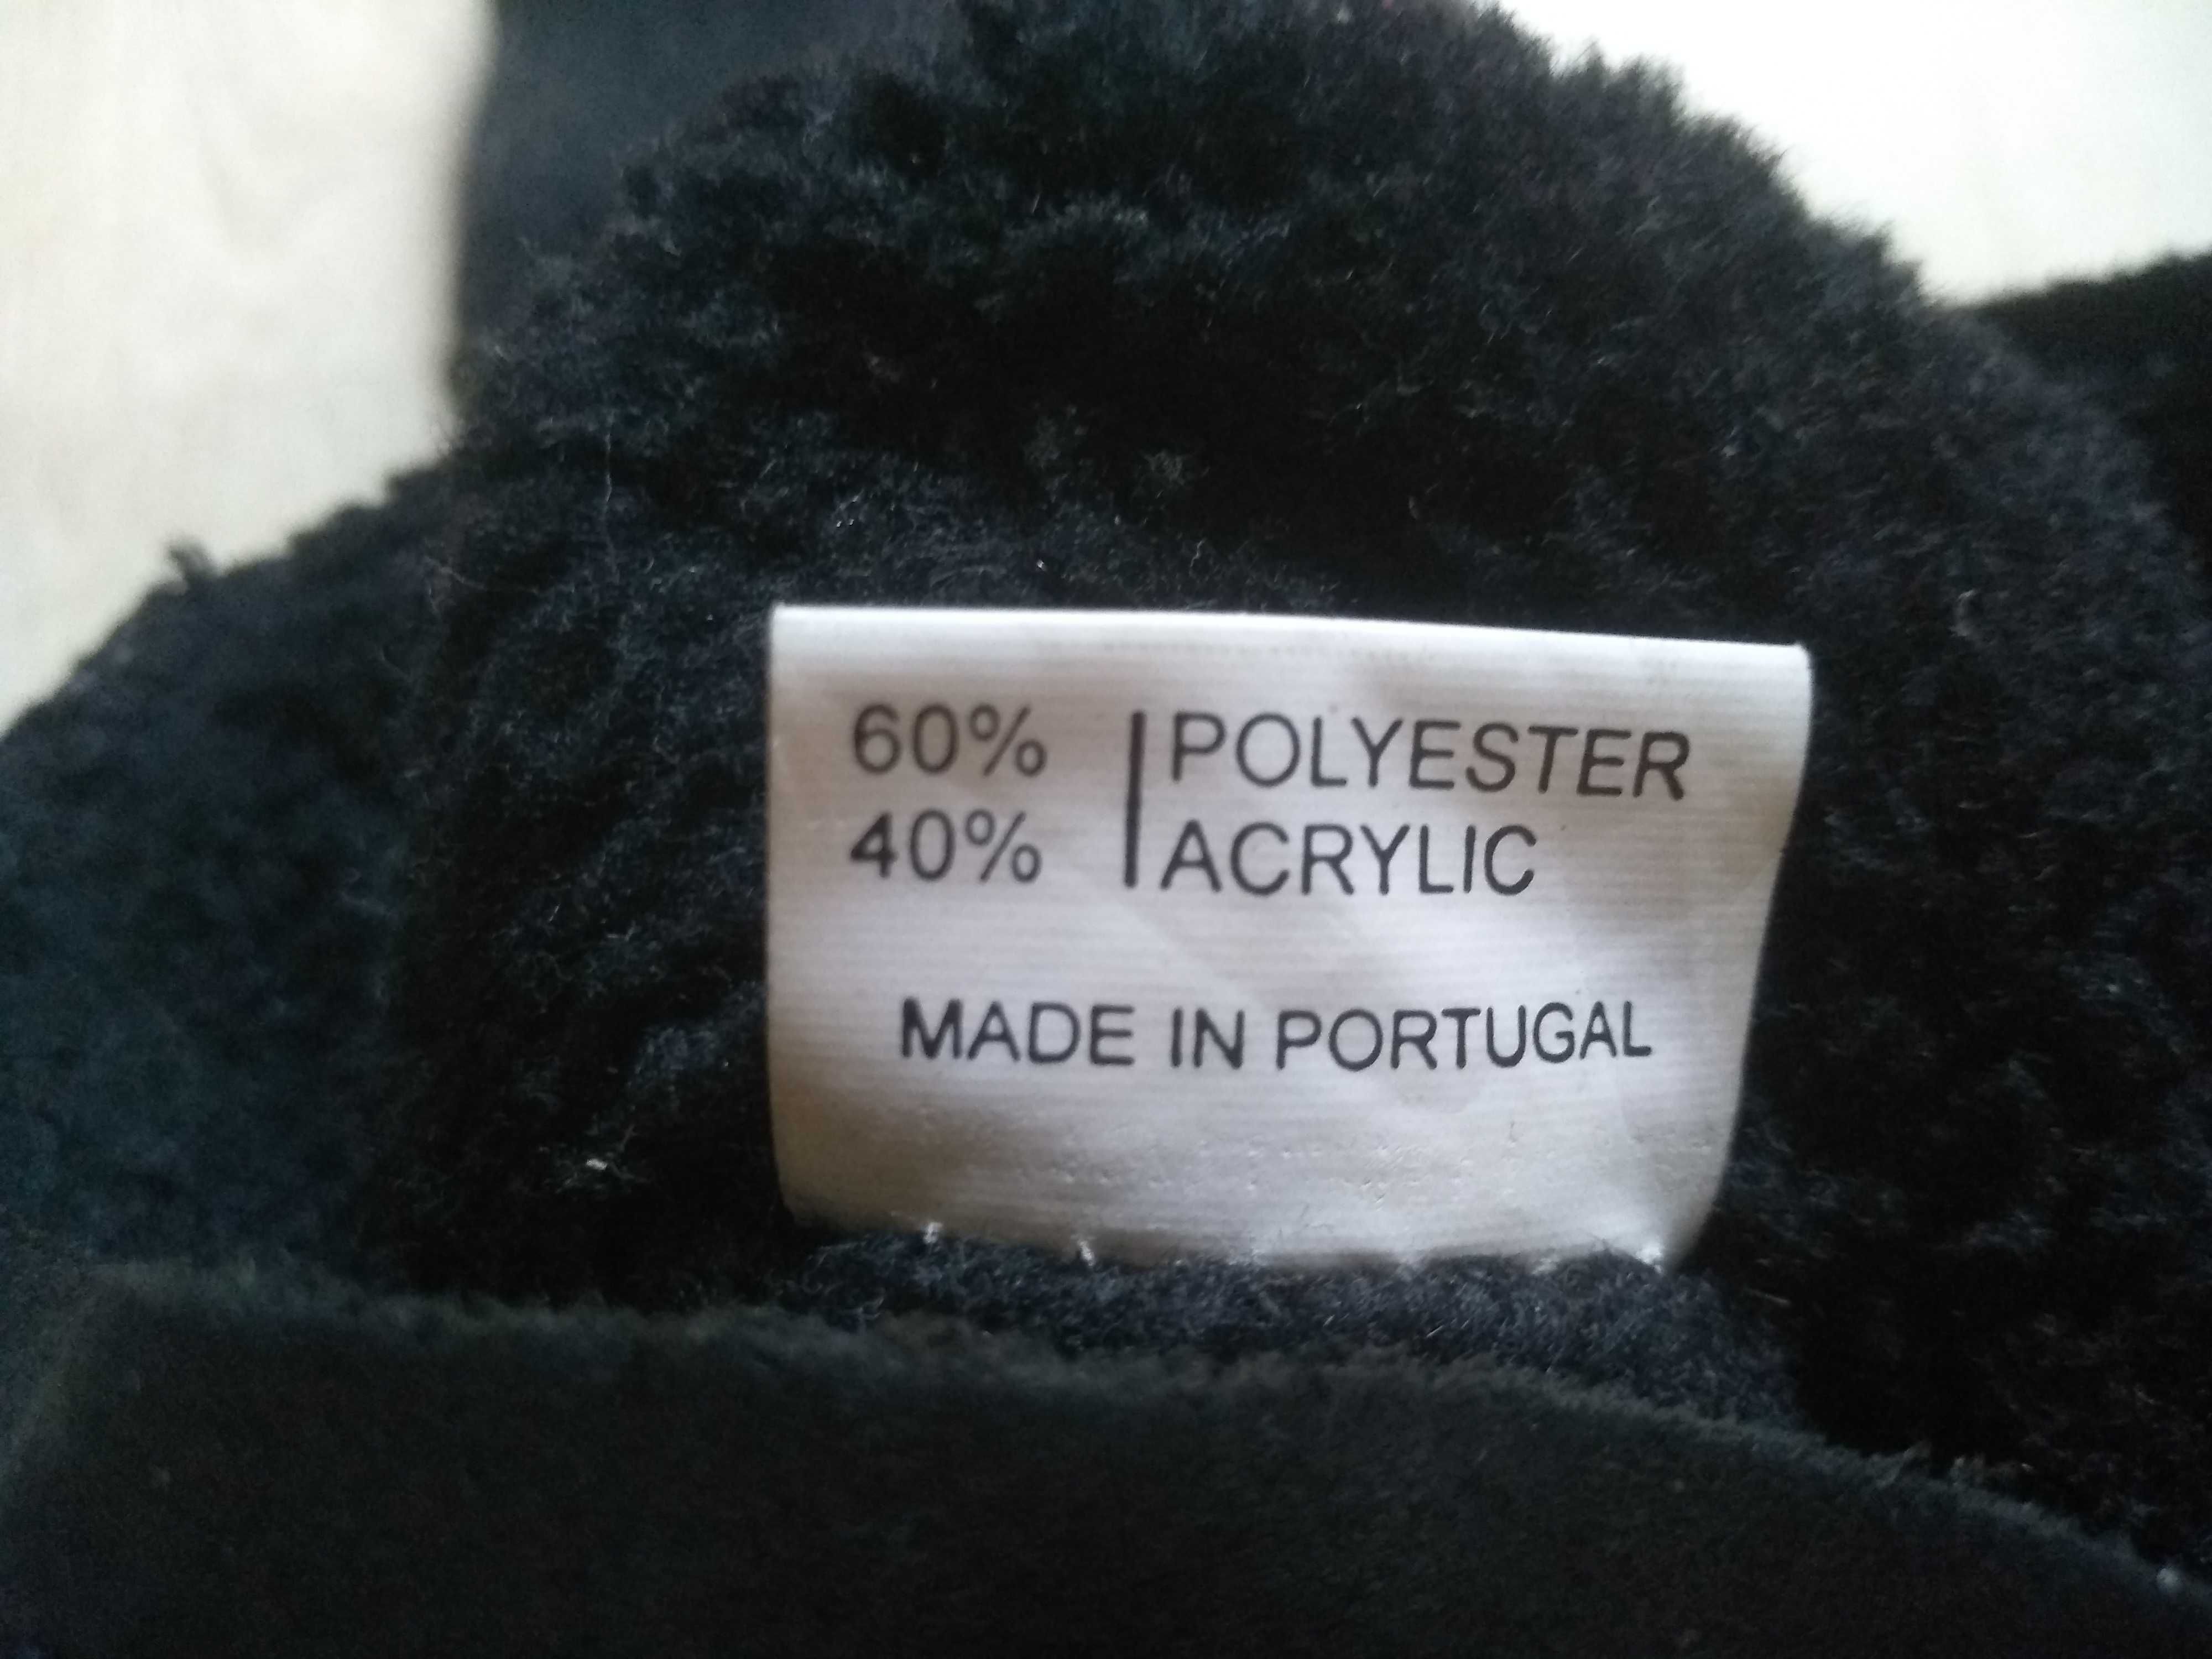 60% | POLYESTER
40% | ACRYLIC
MADE IN PORTUGAL